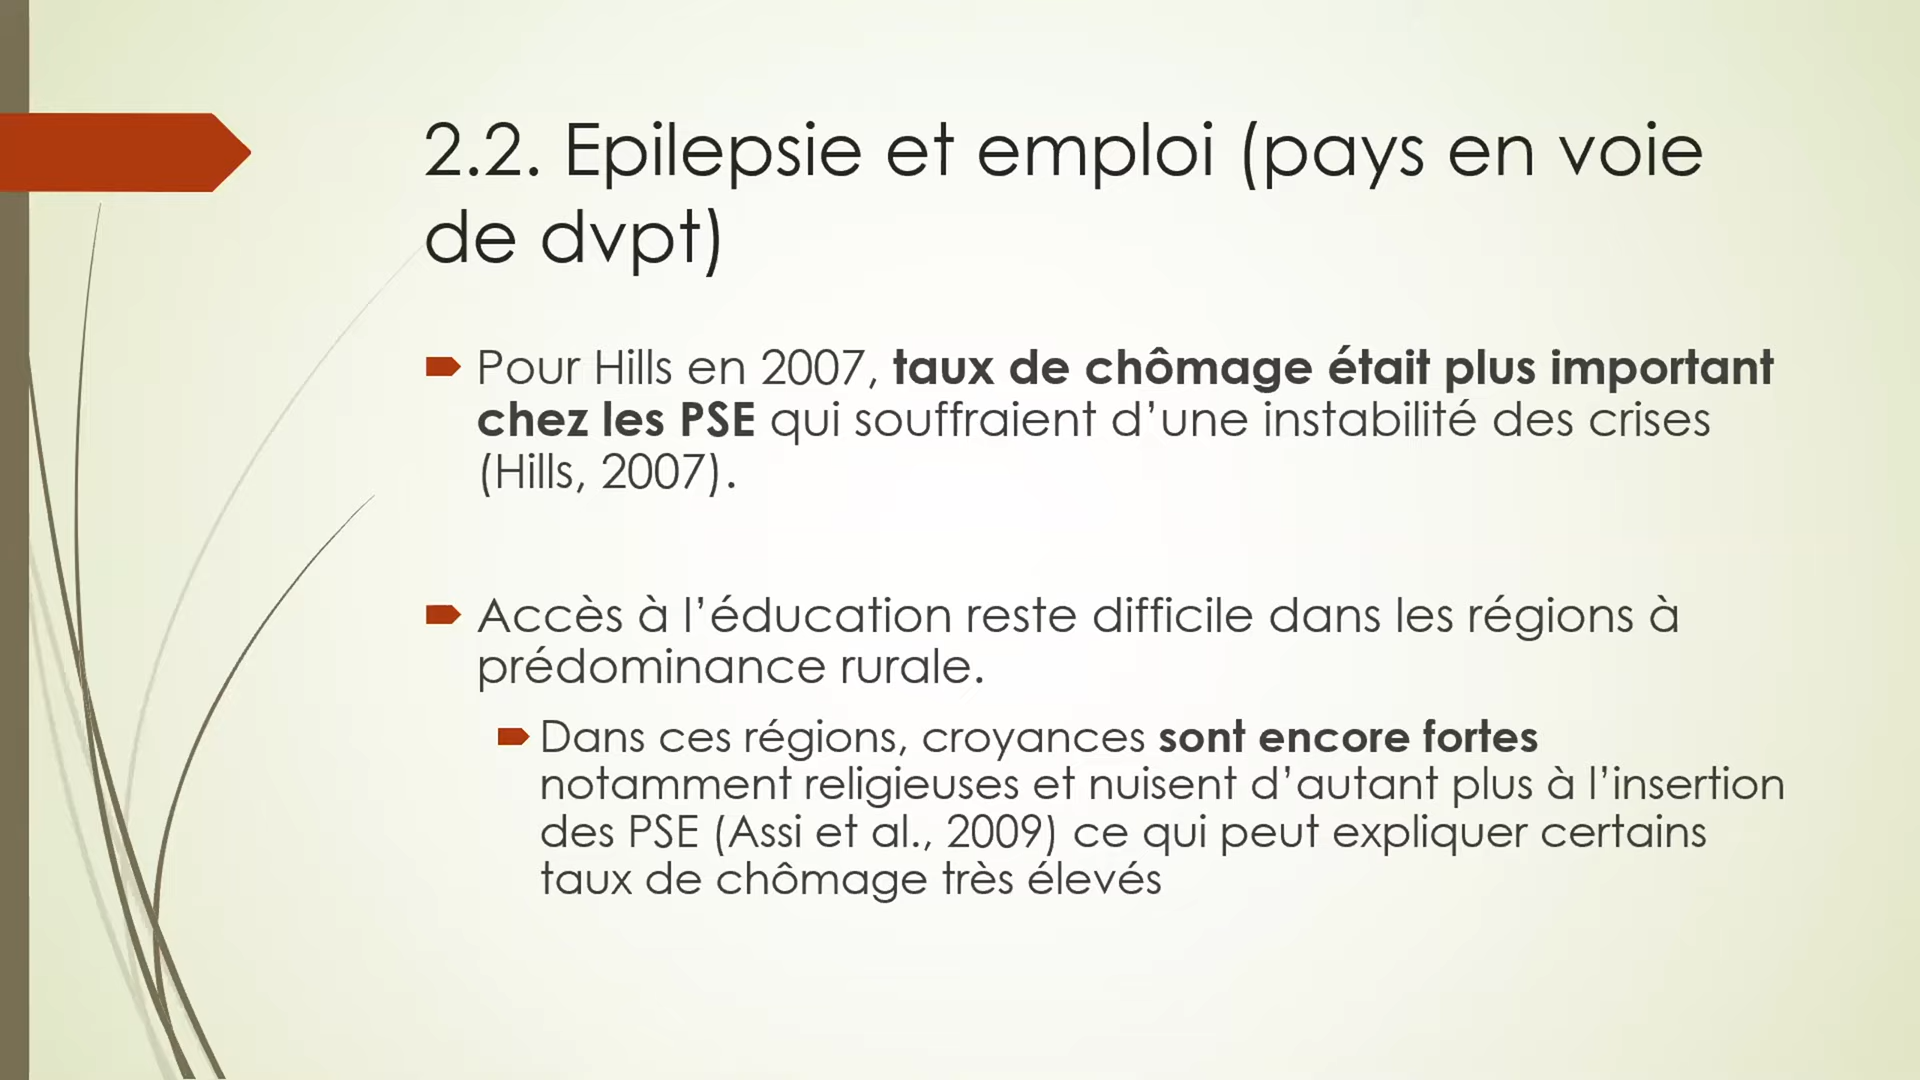 2.2. Epilepsie et emploi (pays en voie
de dvpt)
Pour Hills en 2007, taux de chômage était plus important
chez les PSE qui souffraient d’une instabilité des crises
(Hills, 2007).
Accès à l’éducation reste difficile dans les régions à
prédominance rurale.
Dans ces régions, croyances sont encore fortes
notamment religieuses et nuisent d’autant plus à l’insertion
des PSE (Assi et al., 2009) ce qui peut expliquer certains
taux de chômage très élevés